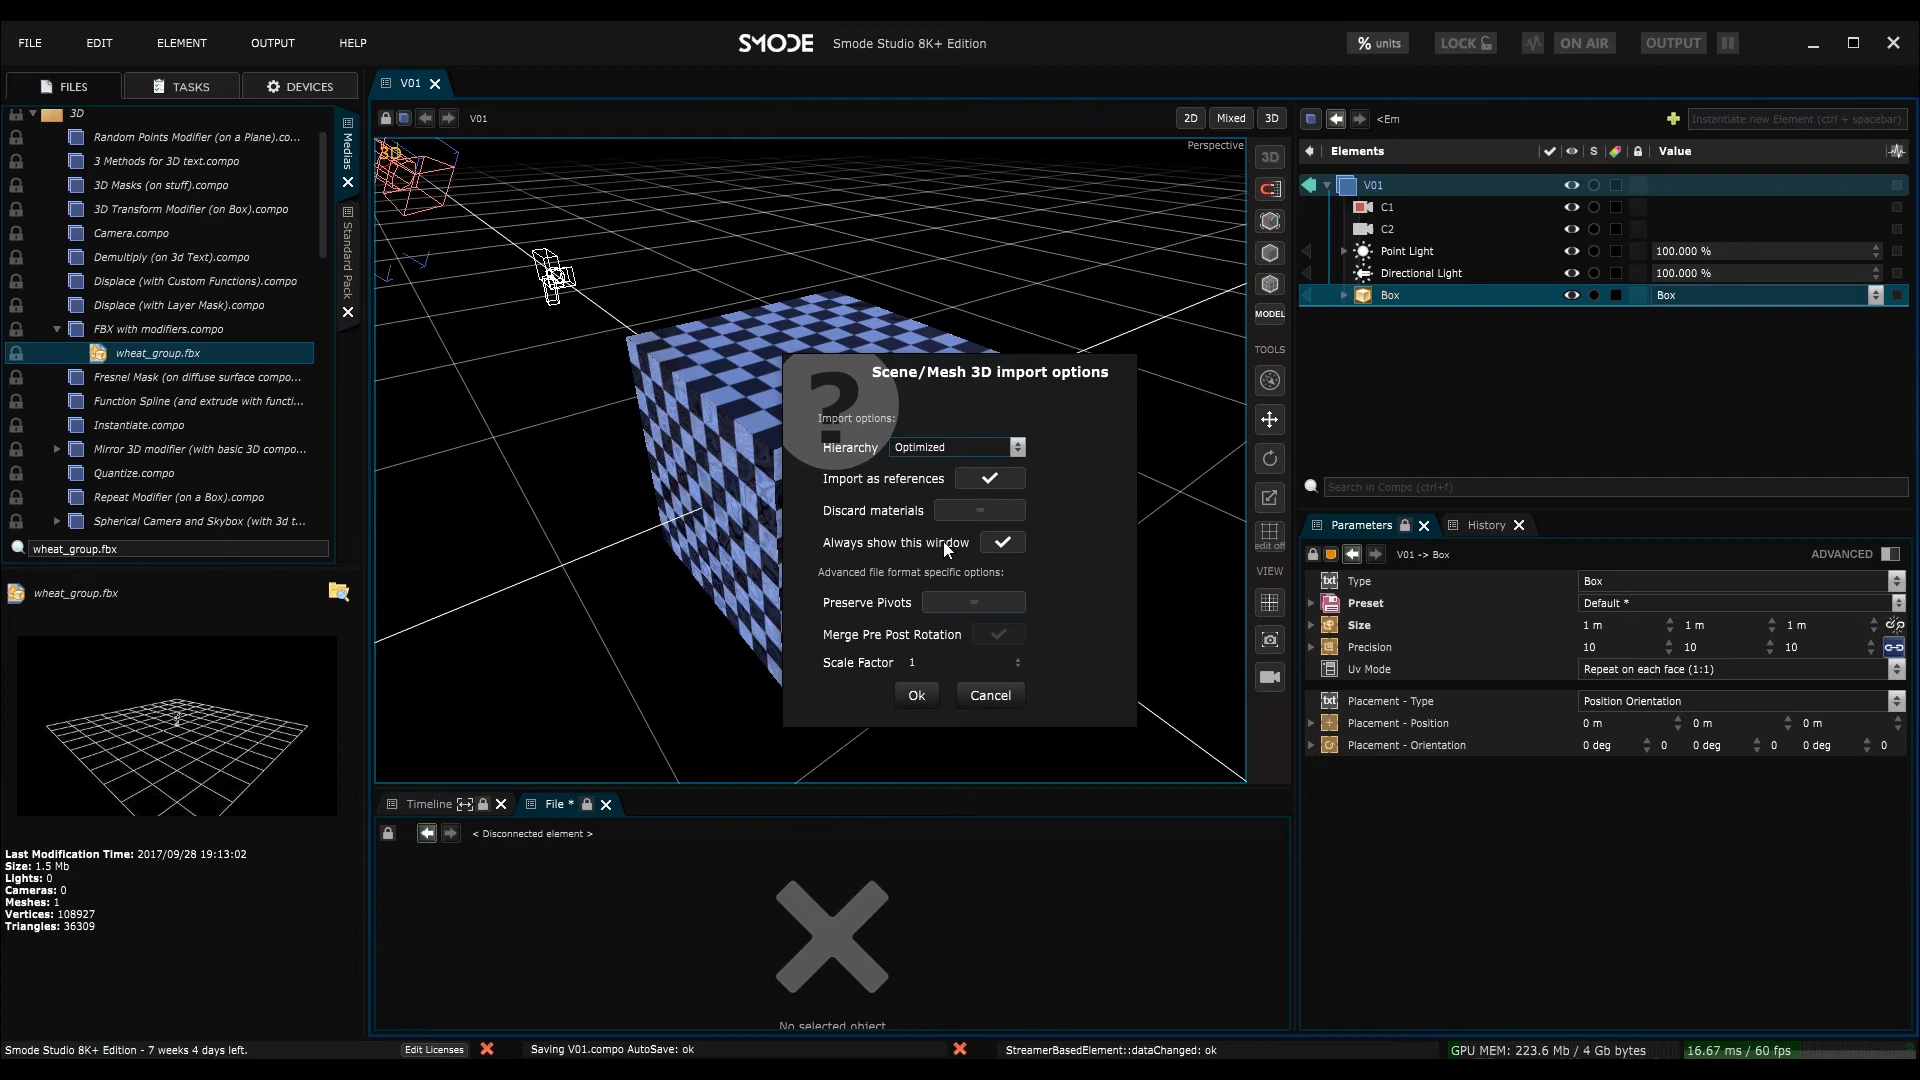 FILE EDIT ELEMENT OUTPUT HELP
SMODE Smode Studio 8K+ Edition
% units LOCK ON AIR OUTPUT
FILES TASKS DEVICES
V01
3D
Random Points Modifier (on a Plane).co...
3 Methods for 3D text.compo
3D Masks (on stuff).compo
3D Transform Modifier (on Box).compo
Camera.compo
Demultiply (on 3d Text).compo
Displace (with Custom Functions).compo
Displace (with Layer Mask).compo
FBX with modifiers.compo
wheat_group.fbx
Fresnel Mask (on diffuse surface compo...
Function Spline (and extrude with functi...
Instantiate.compo
Mirror 3D modifier (with basic 3D compo...
Quantize.compo
Repeat Modifier (on a Box).compo
Spherical Camera and Skybox (with 3d t...
wheat_group.fbx
Medias
Standard Pack
wheat_group.fbx
Last Modification Time: 2017/09/28 19:13:02
Size: 1.5 Mb
Lights: 0
Cameras: 0
Meshes: 1
Vertices: 108927
Triangles: 36309
V01
2D Mixed 3D
Perspective
3D
3D
MODEL
TOOLS
edit off
VIEW
Scene/Mesh 3D import options
?
Import options:
Hierarchy Optimized
Import as references
Discard materials
Always show this window
Advanced file format specific options:
Preserve Pivots
Merge Pre Post Rotation
Scale Factor 1
Ok Cancel
Timeline File *
< Disconnected element >
No selected object
<Em Instantiate new Element (ctrl + spacebar)
Elements S Value
V01
C1
C2
Point Light 100.000 %
Directional Light 100.000 %
Box Box
Search in Compo (ctrl+f)
Parameters History
V01 -> Box ADVANCED
txt Type Box
Preset Default *
Size 1 m 1 m 1 m
Precision 10 10 10
Uv Mode Repeat on each face (1:1)
txt Placement - Type Position Orientation
Placement - Position 0 m 0 m 0 m
Placement - Orientation 0 deg 0 0 deg 0 0 deg 0
Smode Studio 8K+ Edition - 7 weeks 4 days left. Edit Licenses Saving V01.compo AutoSave: ok StreamerBasedElement::dataChanged: ok GPU MEM: 223.6 Mb / 4 Gb bytes 16.67 ms / 60 fps